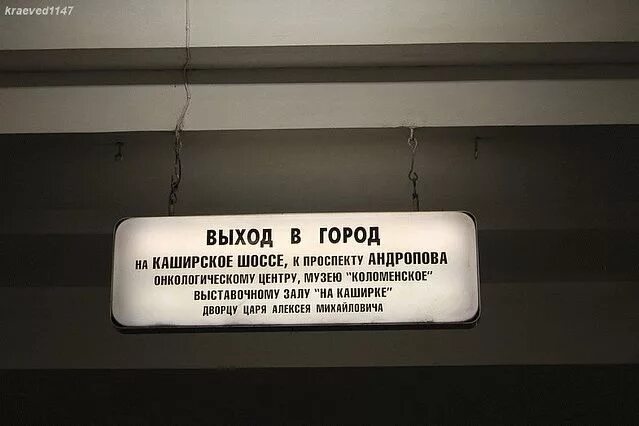 kraeved1147
ВЫХОД В ГОРОД
НА КАШИРСКОЕ ШОССЕ, К ПРОСПЕКТУ АНДРОПОВА
ОНКОЛОГИЧЕСКОМУ ЦЕНТРУ, МУЗЕЮ "КОЛОМЕНСКОЕ"
ВЫСТАВОЧНОМУ ЗАЛУ "НА КАШИРКЕ"
ДВОРЦУ ЦАРЯ АЛЕКСЕЯ МИХАЙЛОВИЧА